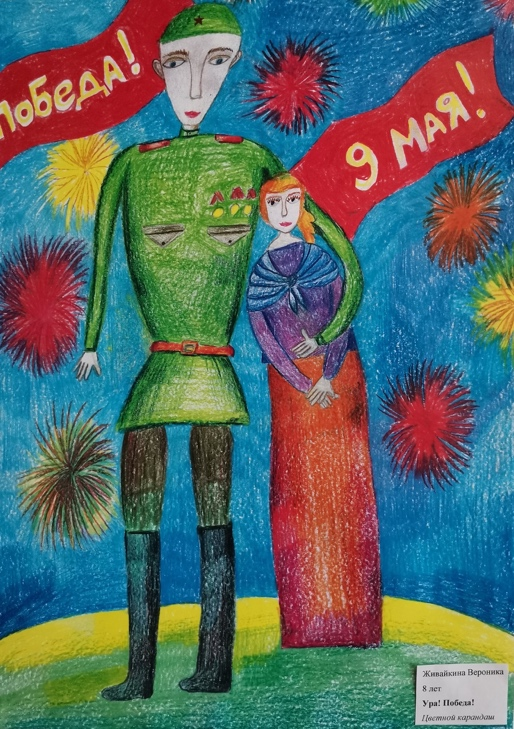 Победа!
9 МАЯ!
Живайкина Вероника
8 лет
Ура! Победа!
Цветной карандаш